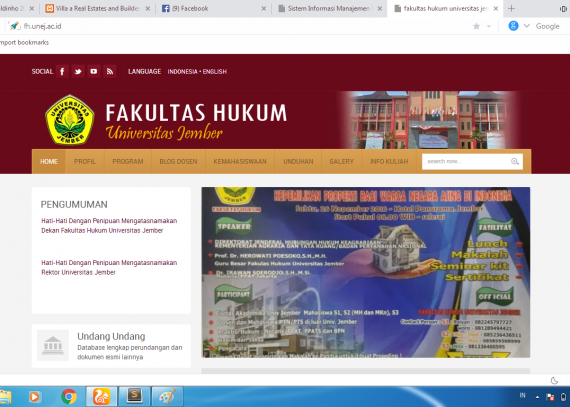 ldinho 2
Villa a Real Estates and Builder
(9) Facebook
Sistem Informasi Manajemen
fakultas hukum universitas je
fh.unej.ac.id
Google
mport bookmarks
SOCIAL
LANGUAGE
INDONESIA • ENGLISH
UNIVERSITAS
JEMBER
FAKULTAS HUKUM
Universitas Jember
HOME PROFIL PROGRAM BLOG DOSEN KEMAHASISWAAN UNDUHAN GALERY INFO KULIAH
search now...
PENGUMUMAN
Hati-Hati Dengan Penipuan Mengatasnamakan
Dekan Fakultas Hukum Universitas Jember
Hati-Hati Dengan Penipuan Mengatasnamakan
Rektor Universitas Jember
Undang Undang
Database lengkap perundangan dan
dokumen resmi lainnya
KEPEMILIKAN PROPERTI BAGI WARGA NEGARA ASING DI INDONESIA
Sabtu, 26 November 2016 - Hotel Panorama Jember
Start Pukul 08.00 WIB - selesai
SPEAKER
DIREKTORAT JENDERAL HUBUNGAN HUKUM KEAGRARIAAN
KEMENTERIAN AGRARIA DAN TATA RUANG/BADAN PERTANAHAN NASIONAL
Prof. Dr. HEROWATI POESOKO,S.H.,M.H.
Guru Besar Fakultas Hukum Universitas Jember
Dr. IRAWAN SOERODJO,S.H.,M.Si.
PARTICIPANT
FASILITAS
Lunch
Makalah
Seminar kit
Sertifikat
OFFICIAL
IN